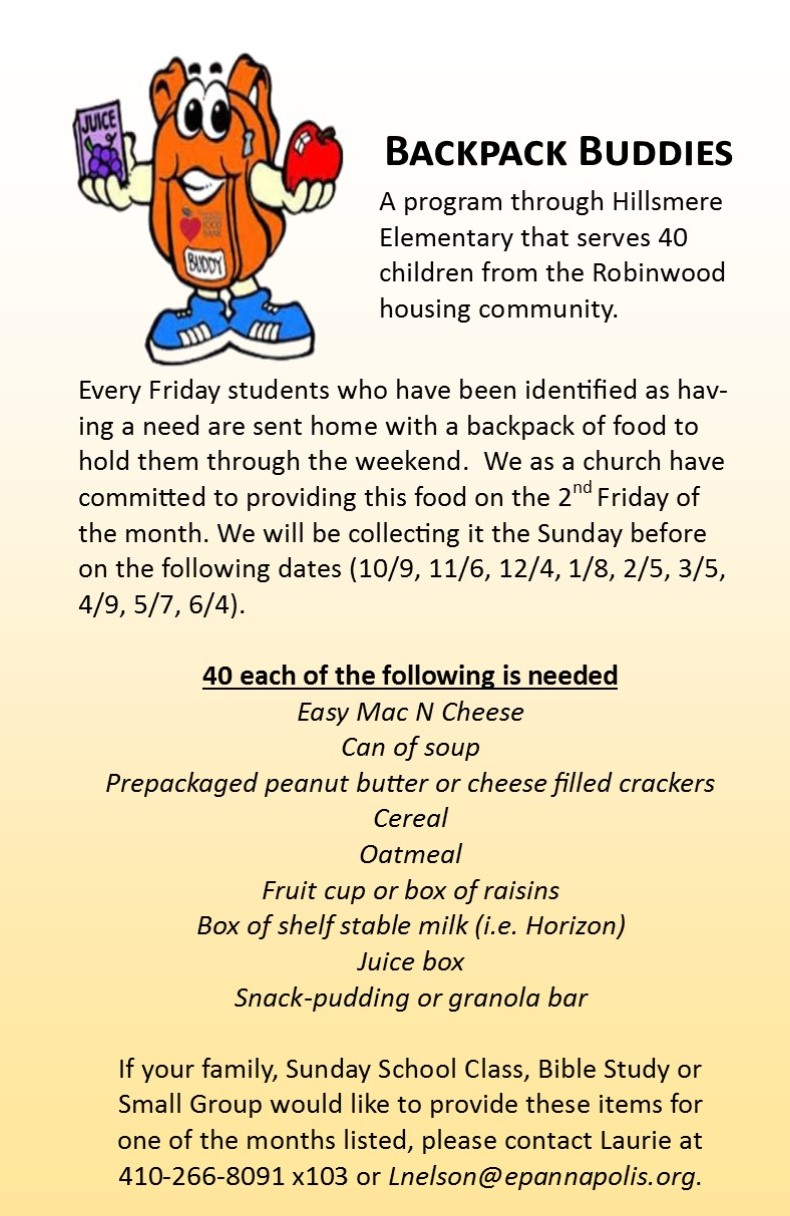 JUICE
BUDDY
BACKPACK BUDDIES
A program through Hillsmere
Elementary that serves 40
children from the Robinwood
housing community.
Every Friday students who have been identified as hav-
ing a need are sent home with a backpack of food to
hold them through the weekend.  We as a church have
committed to providing this food on the 2nd Friday of
the month. We will be collecting it the Sunday before
on the following dates (10/9, 11/6, 12/4, 1/8, 2/5, 3/5,
4/9, 5/7, 6/4).
40 each of the following is needed
Easy Mac N Cheese
Can of soup
Prepackaged peanut butter or cheese filled crackers
Cereal
Oatmeal
Fruit cup or box of raisins
Box of shelf stable milk (i.e. Horizon)
Juice box
Snack-pudding or granola bar
If your family, Sunday School Class, Bible Study or
Small Group would like to provide these items for
one of the months listed, please contact Laurie at
410-266-8091 x103 or Lnelson@epannapolis.org.